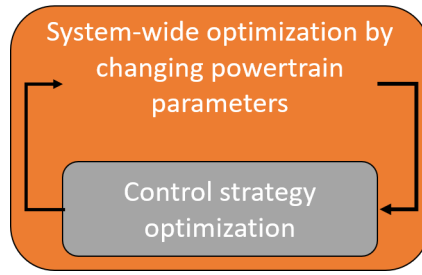 System-wide optimization by
changing powertrain
parameters
Control strategy
optimization